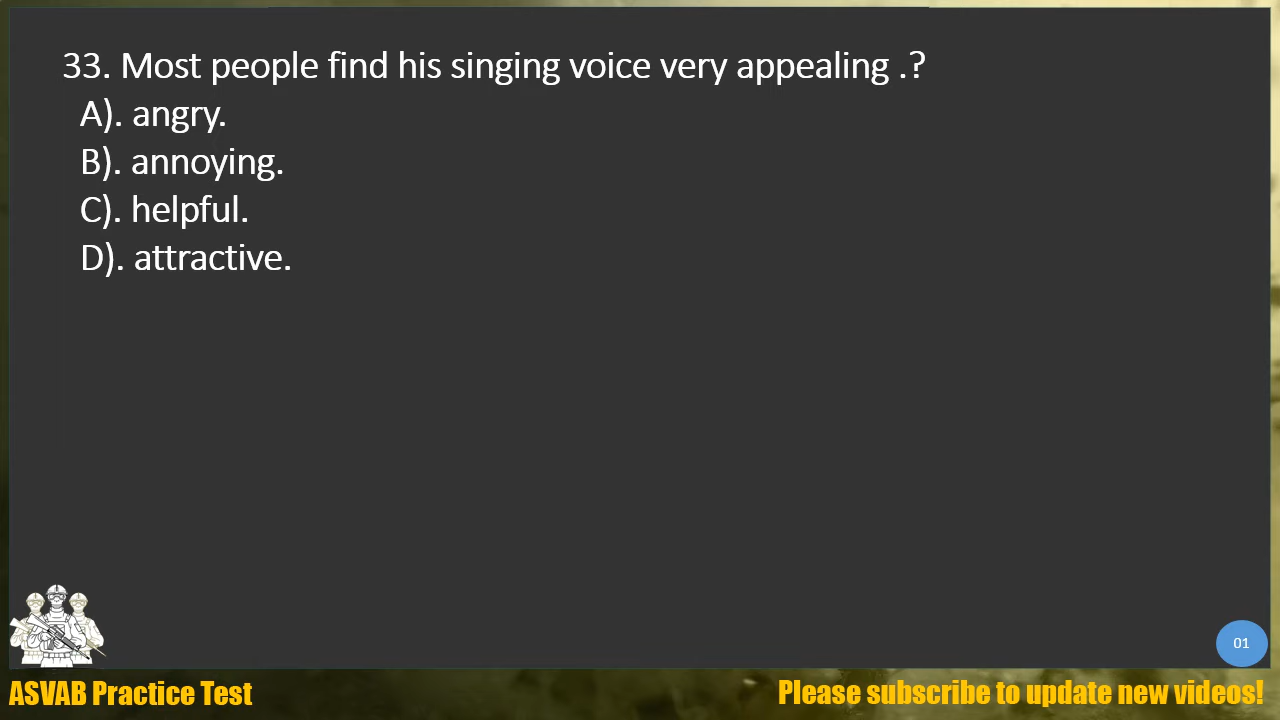 33. Most people find his singing voice very appealing .?
A). angry.
B). annoying.
C). helpful.
D). attractive.
01
ASVAB Practice Test
Please subscribe to update new videos!